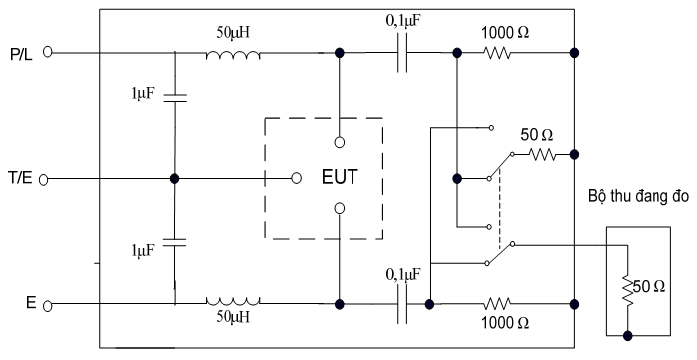 50µH
0,1µF
1000 Ω
P/L
1µF
50 Ω
T/E
EUT
Bộ thu đang đo
1µF
0,1µF
50 Ω
E
50µH
1000 Ω